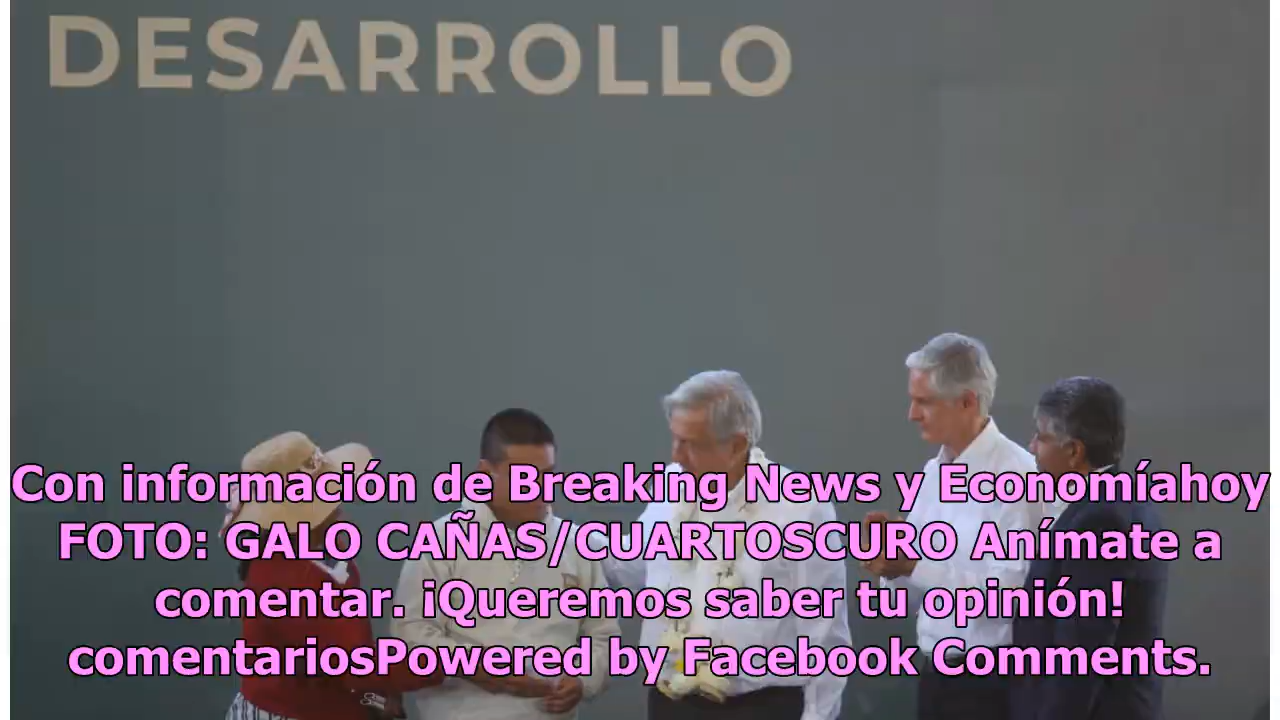 DESARROLLO
Con información de Breaking News y Economíahoy
FOTO: GALO CAÑAS/CUARTOSCURO Anímate a
comentar. ¡Queremos saber tu opinión!
comentariosPowered by Facebook Comments.